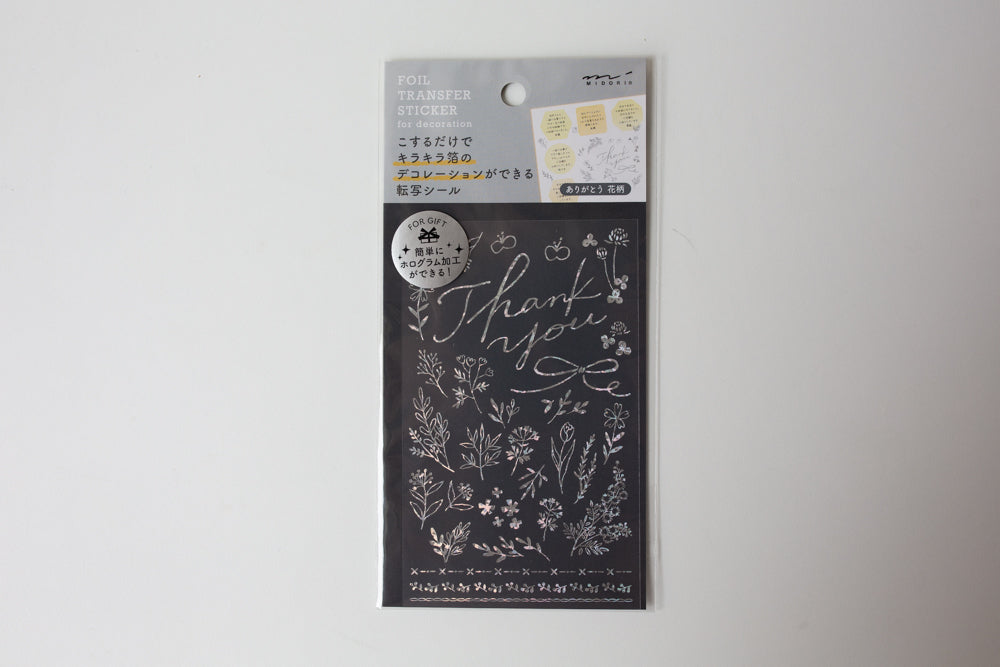 FOIL
TRANSFER
STICKER
for decoration
MIDORI
こするだけで
キラキラ箔の
デコレーションができる
転写シール
ありがとう 花柄
FOR GIFT
簡単に
ホログラム加工
ができる!
Thank
you
Thank
you